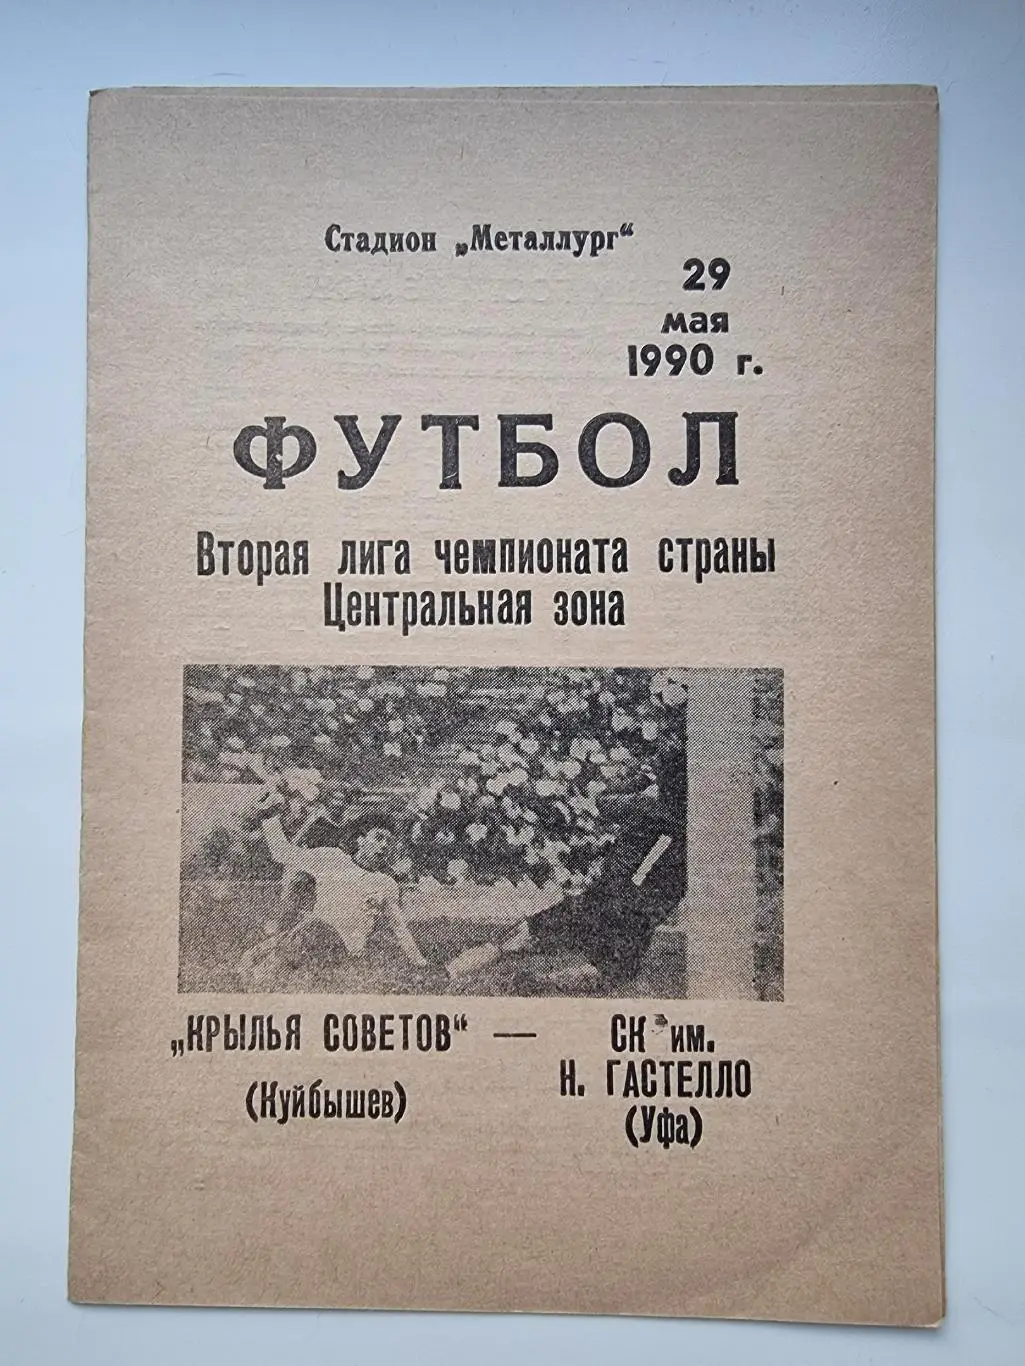 Стадион „Металлург“
29
мая
1990 г.
ФУТБОЛ
Вторая лига чемпионата страны
Центральная зона
„КРЫЛЬЯ СОВЕТОВ“ — СК им.
Н. ГАСТЕЛЛО
(Куйбышев)
(Уфа)